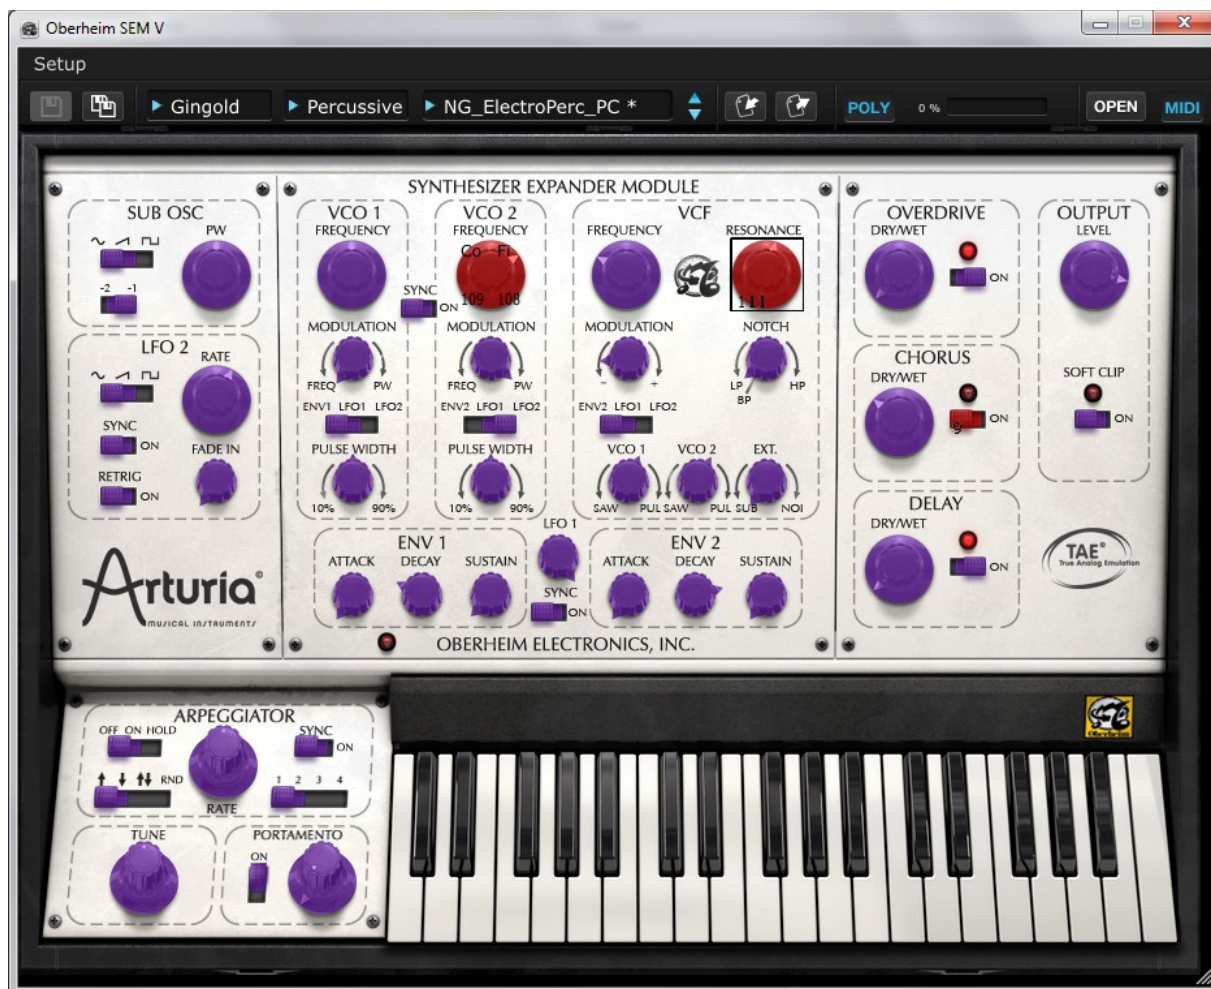 Oberheim SEM V
Setup
Gingold Percussive NG_ElectroPerc_PC * POLY 0 % OPEN MIDI
SYNTHESIZER EXPANDER MODULE
SUB OSC VCO 1 VCO 2 VCF OVERDRIVE OUTPUT
PW FREQUENCY FREQUENCY FREQUENCY RESONANCE DRY/WET LEVEL
Co Fi
ON
-2 -1 SYNC
ON 109 108 111
MODULATION MODULATION MODULATION NOTCH
LFO 2
RATE CHORUS
DRY/WET SOFT CLIP
FREQ PW FREQ PW - + LP HP
BP
ENV1 LFO1 LFO2 ENV2 LFO1 LFO2 ENV2 LFO1 LFO2
SYNC
ON 9 ON ON
FADE IN PULSE WIDTH PULSE WIDTH VCO 1 VCO 2 EXT.
RETRIG
ON
10% 90% 10% 90% SAW PUL SAW PUL SUB NOI
DELAY
LFO 1 DRY/WET
ENV 1 ENV 2
ATTACK DECAY SUSTAIN ATTACK DECAY SUSTAIN
ON
TAE®
True Analog Emulation
Arturia©
MUSICAL INSTRUMENTS
SYNC
ON
OBERHEIM ELECTRONICS, INC.
ARPEGGIATOR
OFF ON HOLD SYNC
ON
RND 1 2 3 4
RATE
Oberheim
TUNE PORTAMENTO
ON